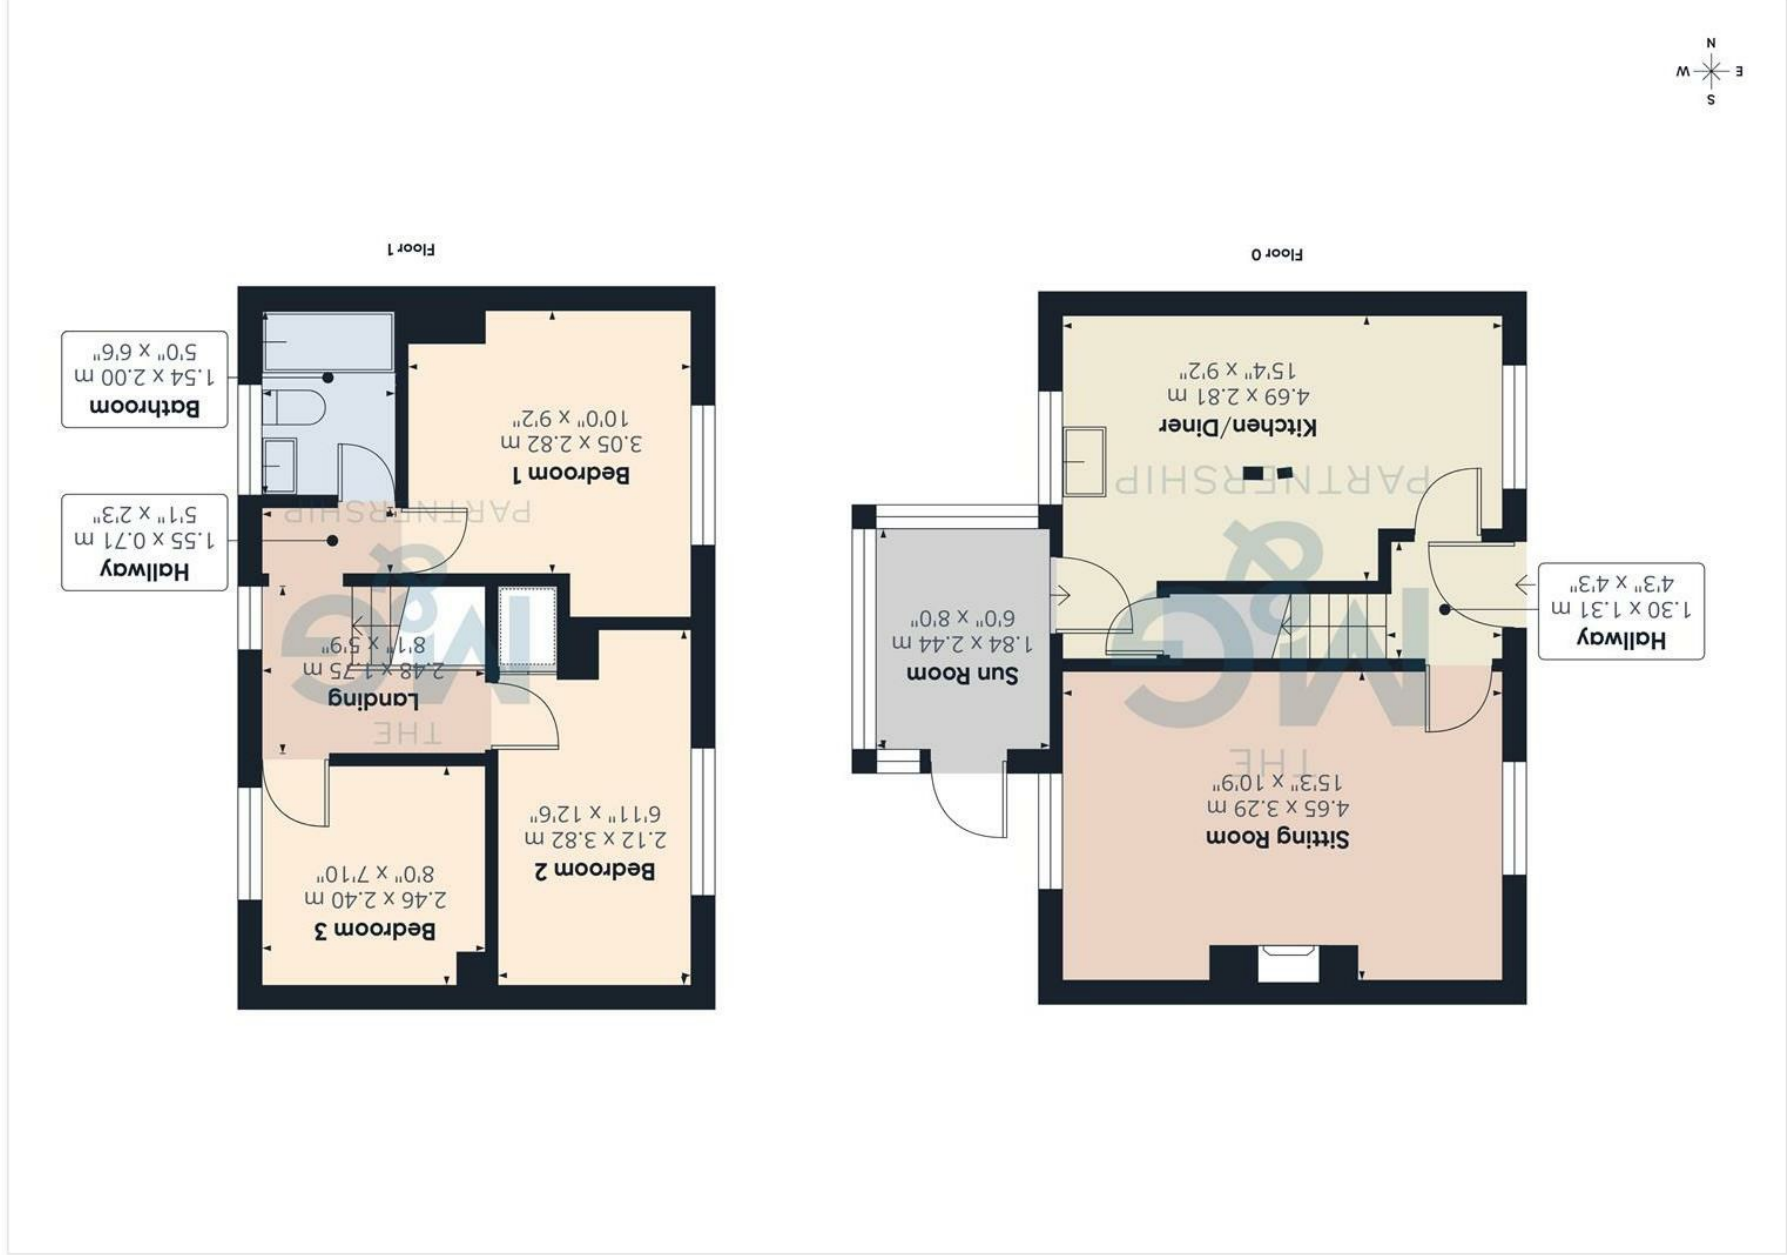 Sitting Room
4.65 x 3.29 m
15'3" x 10'9"
THE
M&G
PARTNERSHIP
Hallway
1.30 x 1.31 m
4'3" x 4'3"
Sun Room
1.84 x 2.44 m
6'0" x 8'0"
Kitchen/Diner
4.69 x 2.81 m
15'4" x 9'2"
Floor 0
Bedroom 2
2.12 x 3.82 m
6'11" x 12'6"
Bedroom 3
2.46 x 2.40 m
8'0" x 7'10"
THE
M&G
PARTNERSHIP
Landing
2.48 x 1.75 m
8'1" x 5'9"
Hallway
1.55 x 0.71 m
5'1" x 2'3"
Bedroom 1
3.05 x 2.82 m
10'0" x 9'2"
Bathroom
1.54 x 2.00 m
5'0" x 6'6"
Floor 1
S
E
W
N